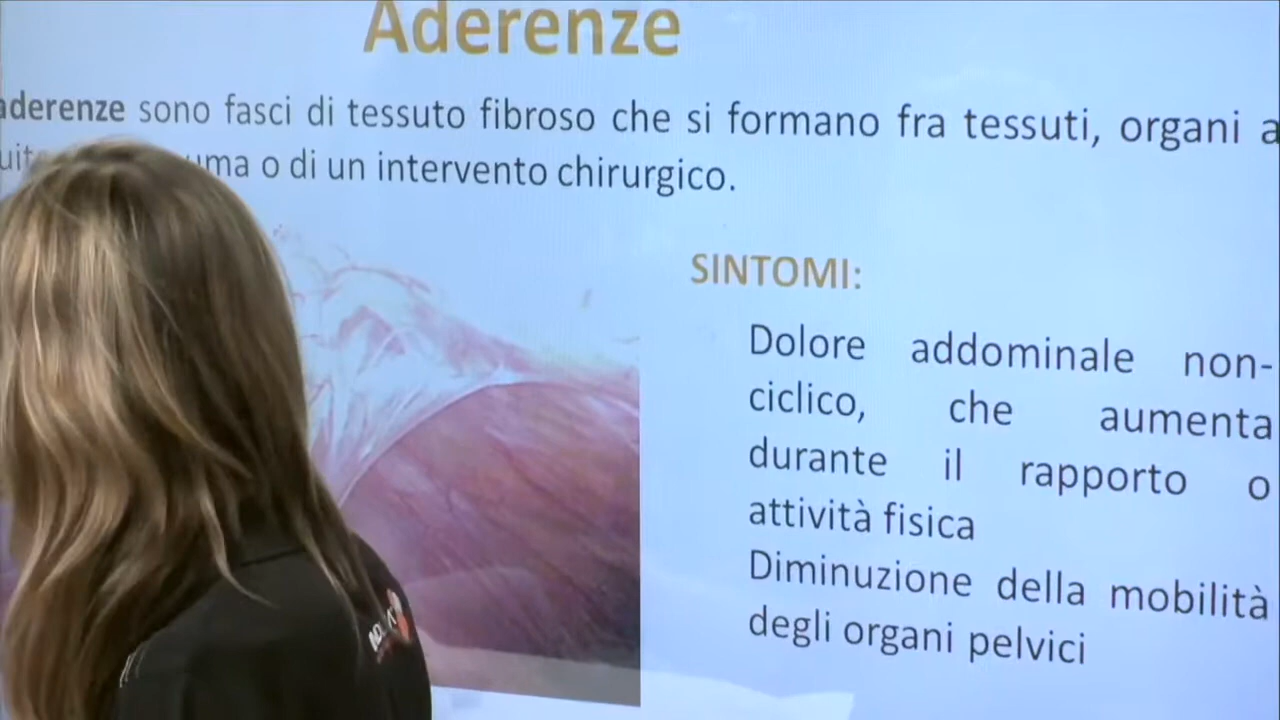 Aderenze
aderenze sono fasci di tessuto fibroso che si formano fra tessuti, organi a
uma o di un intervento chirurgico.
SINTOMI:
Dolore addominale non-
ciclico, che aumenta
durante il rapporto o
attività fisica
Diminuzione della mobilità
degli organi pelvici